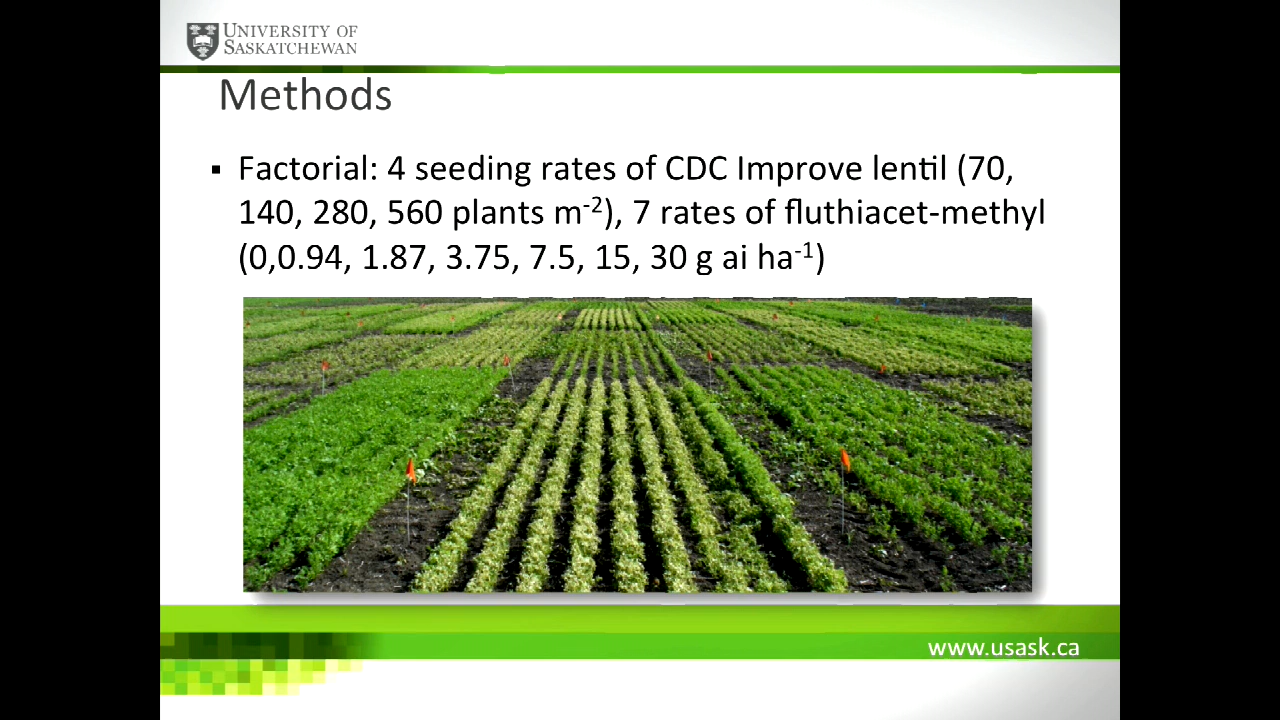 UNIVERSITY OF
SASKATCHEWAN
Methods
▪ Factorial: 4 seeding rates of CDC Improve lentil (70,
140, 280, 560 plants m⁻²), 7 rates of fluthiacet-methyl
(0,0.94, 1.87, 3.75, 7.5, 15, 30 g ai ha⁻¹)
www.usask.ca